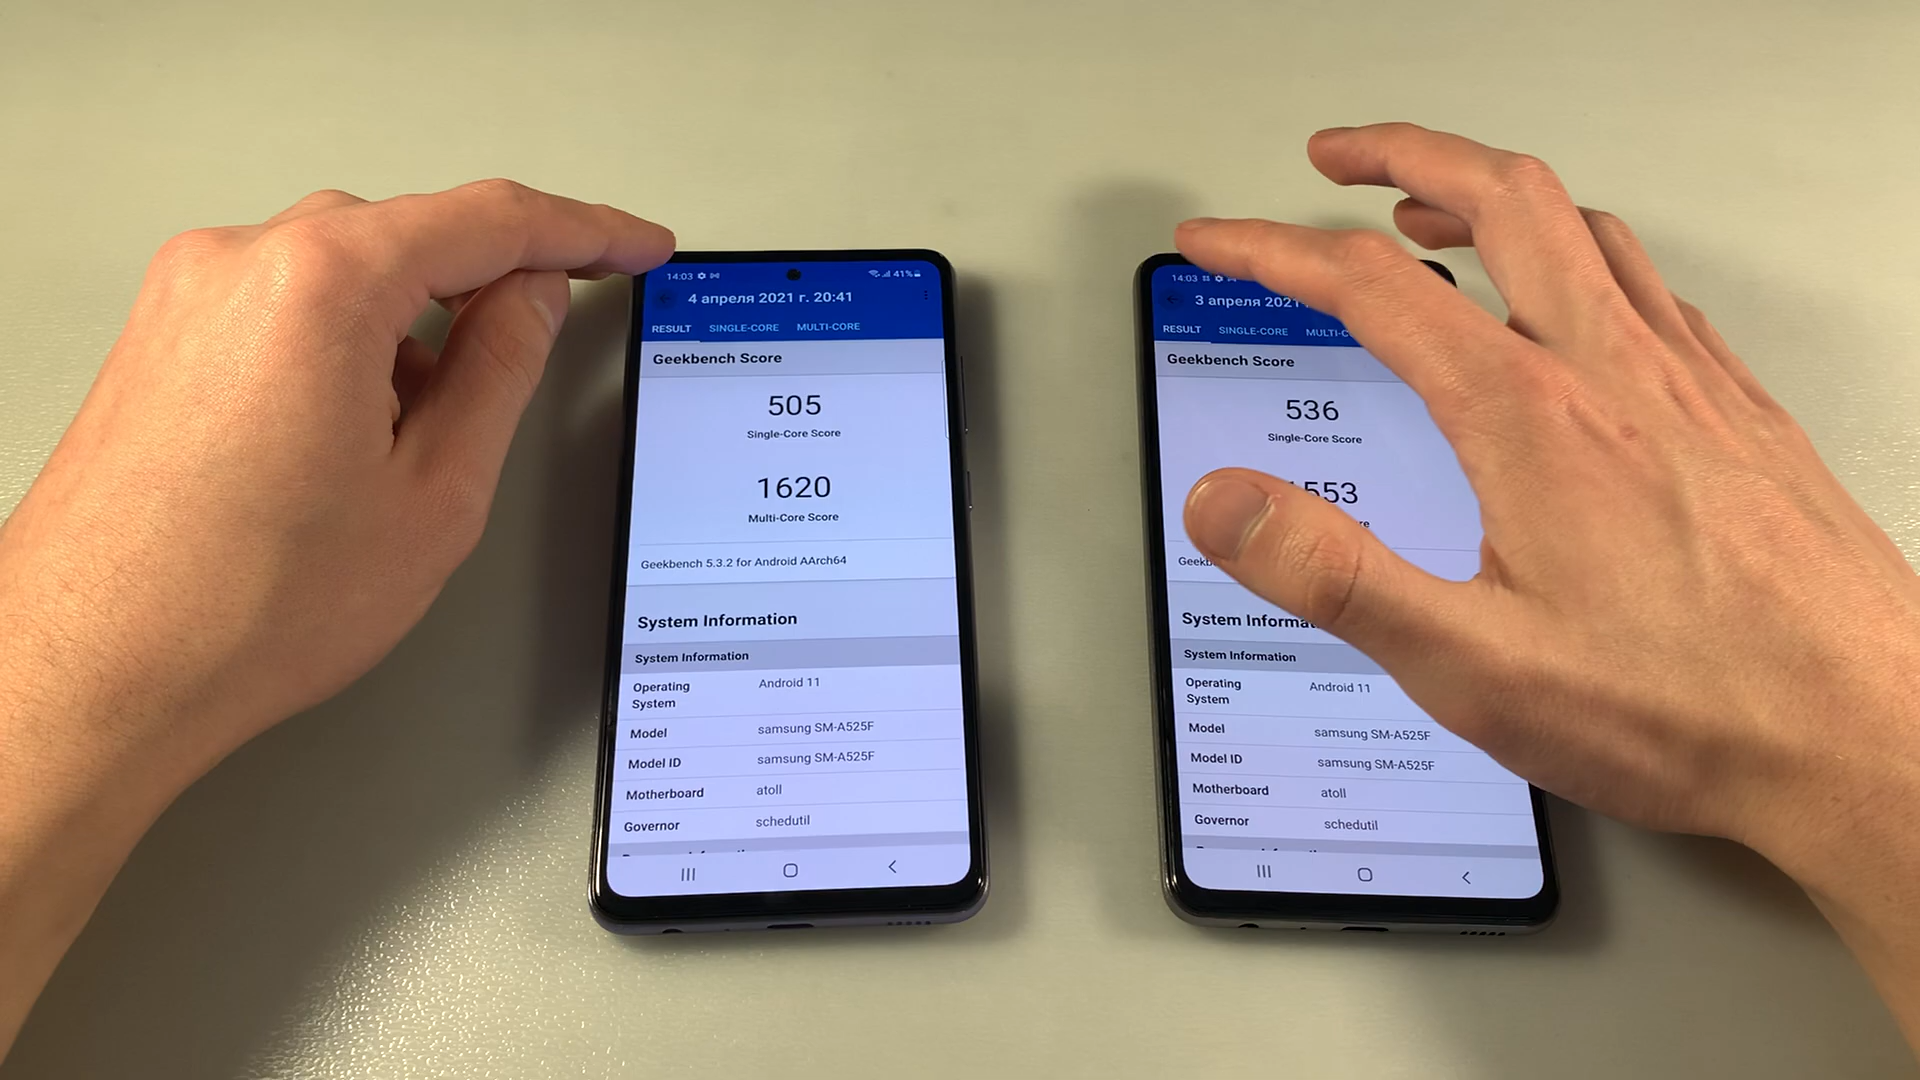 14:03
41%
4 апреля 2021 г. 20:41
RESULT SINGLE-CORE MULTI-CORE
Geekbench Score
505
Single-Core Score
1620
Multi-Core Score
Geekbench 5.3.2 for Android AArch64
System Information
System Information
Operating System Android 11
Model samsung SM-A525F
Model ID samsung SM-A525F
Motherboard atoll
Governor schedutil
14:03
3 апреля 2021
RESULT SINGLE-CORE
Geekbench Score
536
Single-Core Score
System
System Information
Operating System Android 11
Model samsung SM-A525F
Model ID samsung SM-A525F
Motherboard atoll
Governor schedutil